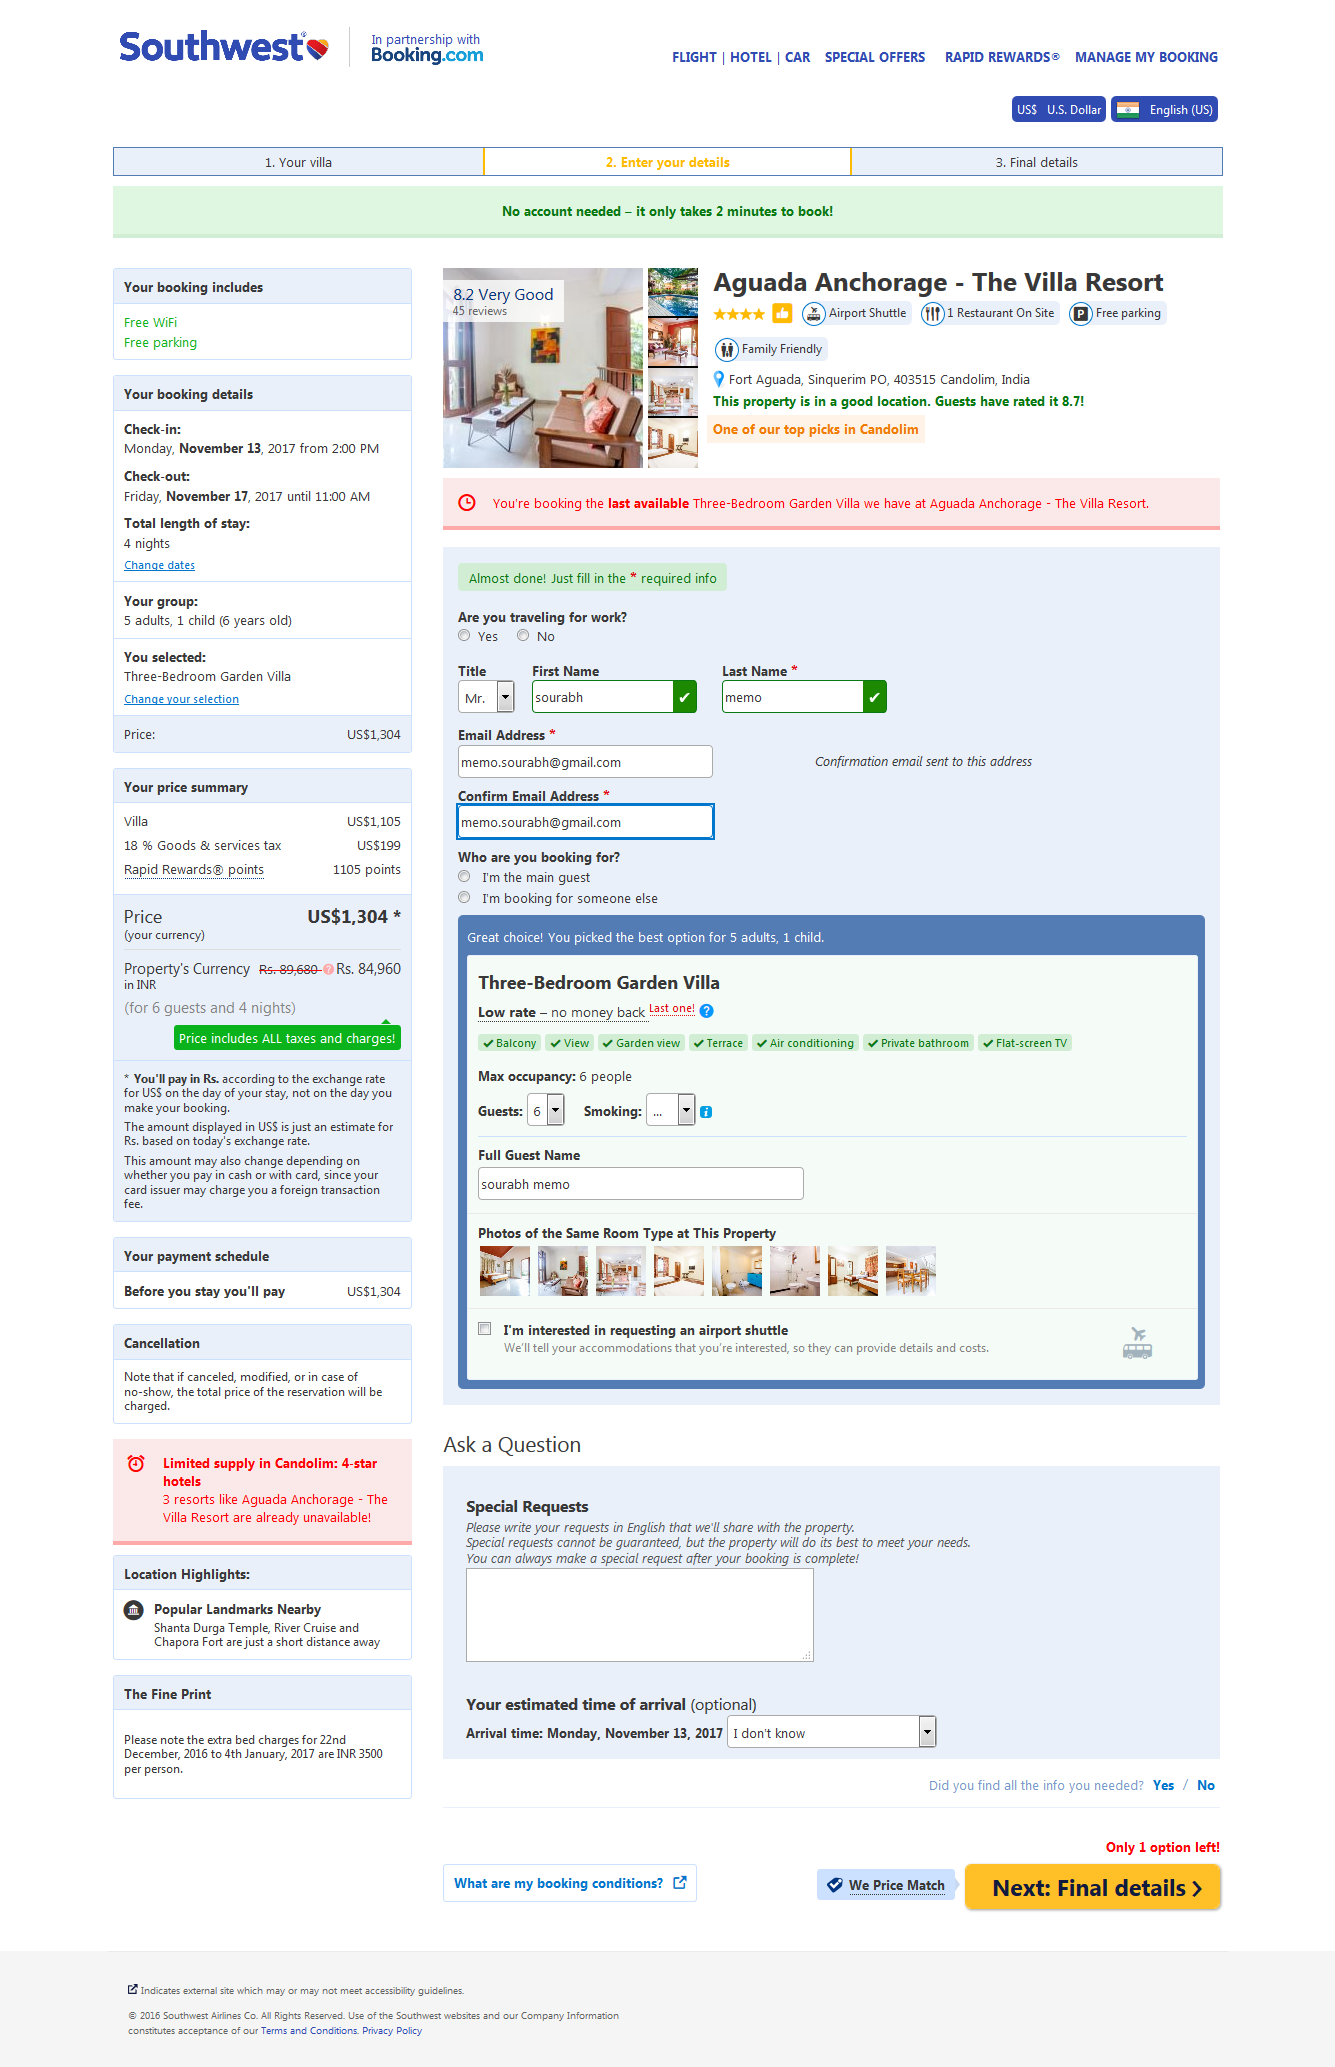 Southwest®
In partnership with
Booking.com
FLIGHT | HOTEL | CAR SPECIAL OFFERS RAPID REWARDS® MANAGE MY BOOKING
US$ U.S. Dollar English (US)
1. Your villa
2. Enter your details
3. Final details
No account needed – it only takes 2 minutes to book!
Your booking includes
Free WiFi
Free parking
Your booking details
Check-in:
Monday, November 13, 2017 from 2:00 PM
Check-out:
Friday, November 17, 2017 until 11:00 AM
Total length of stay:
4 nights
Change dates
Your group:
5 adults, 1 child (6 years old)
You selected:
Three-Bedroom Garden Villa
Change your selection
Price: US$1,304
Your price summary
Villa US$1,105
18 % Goods & services tax US$199
Rapid Rewards® points 1105 points
Price US$1,304 *
(your currency)
Property's Currency Rs. 89,680 ? Rs. 84,960
in INR
(for 6 guests and 4 nights)
Price includes ALL taxes and charges!
* You'll pay in Rs. according to the exchange rate
for US$ on the day of your stay, not on the day you
make your booking.
The amount displayed in US$ is just an estimate for
Rs. based on today's exchange rate.
This amount may also change depending on
whether you pay in cash or with card, since your
card issuer may charge you a foreign transaction
fee.
Your payment schedule
Before you stay you'll pay US$1,304
Cancellation
Note that if canceled, modified, or in case of
no-show, the total price of the reservation will be
charged.
Limited supply in Candolim: 4-star
hotels
3 resorts like Aguada Anchorage - The
Villa Resort are already unavailable!
Location Highlights:
Popular Landmarks Nearby
Shanta Durga Temple, River Cruise and
Chapora Fort are just a short distance away
The Fine Print
Please note the extra bed charges for 22nd
December, 2016 to 4th January, 2017 are INR 3500
per person.
8.2 Very Good
45 reviews
Aguada Anchorage - The Villa Resort
Airport Shuttle 1 Restaurant On Site P Free parking
Family Friendly
Fort Aguada, Sinquerim PO, 403515 Candolim, India
This property is in a good location. Guests have rated it 8.7!
One of our top picks in Candolim
You're booking the last available Three-Bedroom Garden Villa we have at Aguada Anchorage - The Villa Resort.
Almost done! Just fill in the * required info
Are you traveling for work?
Yes No
Title First Name Last Name *
Mr. sourabh memo
Email Address *
memo.sourabh@gmail.com Confirmation email sent to this address
Confirm Email Address *
memo.sourabh@gmail.com
Who are you booking for?
I'm the main guest
I'm booking for someone else
Great choice! You picked the best option for 5 adults, 1 child.
Three-Bedroom Garden Villa
Low rate – no money back Last one! ?
Balcony View Garden view Terrace Air conditioning Private bathroom Flat-screen TV
Max occupancy: 6 people
Guests: 6 Smoking: ... i
Full Guest Name
sourabh memo
Photos of the Same Room Type at This Property
I'm interested in requesting an airport shuttle
We'll tell your accommodations that you're interested, so they can provide details and costs.
Ask a Question
Special Requests
Please write your requests in English that we'll share with the property.
Special requests cannot be guaranteed, but the property will do its best to meet your needs.
You can always make a special request after your booking is complete!
Your estimated time of arrival (optional)
Arrival time: Monday, November 13, 2017 I don't know
Did you find all the info you needed? Yes / No
Only 1 option left!
What are my booking conditions? We Price Match Next: Final details
Indicates external site which may or may not meet accessibility guidelines.
© 2016 Southwest Airlines Co. All Rights Reserved. Use of the Southwest websites and our Company Information
constitutes acceptance of our Terms and Conditions. Privacy Policy